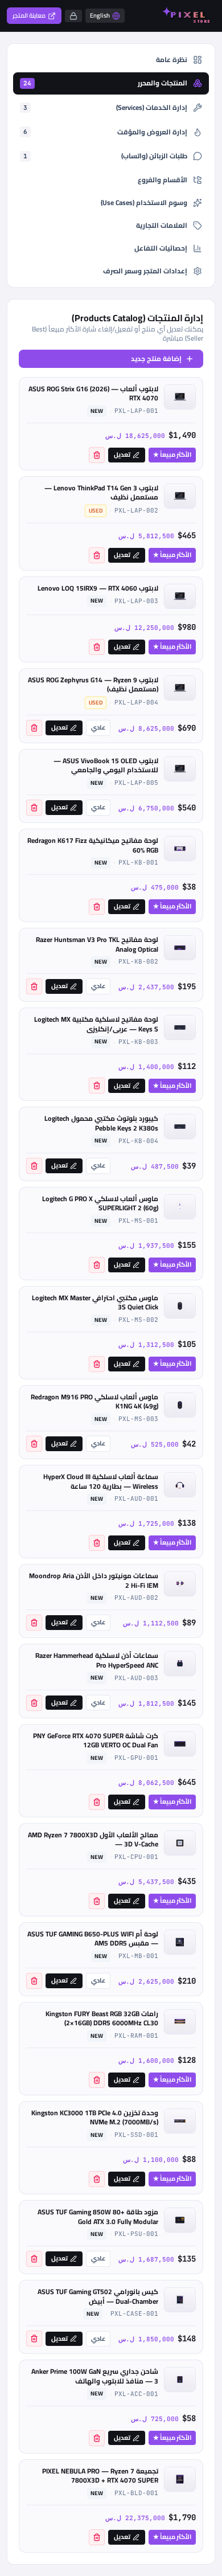 PIXEL
STORE
English
معاينة المتجر
نظرة عامة
المنتجات والمحرر 24
إدارة الخدمات (Services) 3
إدارة العروض والمؤقت 6
طلبات الزبائن (واتساب) 1
الأقسام والفروع
وسوم الاستخدام (Use Cases)
العلامات التجارية
إحصائيات التفاعل
إعدادات المتجر وسعر الصرف
إدارة المنتجات (Products Catalog)
يمكنك تعديل أي منتج أو تفعيل/إلغاء شارة الأكثر مبيعاً (Best
Seller) مباشرة.
إضافة منتج جديد
لابتوب ألعاب ASUS ROG Strix G16 (2026) —
RTX 4070
NEW PXL-LAP-001
$1,490 18,625,000 ل.س
الأكثر مبيعاً ★ تعديل
لابتوب Lenovo ThinkPad T14 Gen 3 —
مستعمل نظيف
USED PXL-LAP-002
$465 5,812,500 ل.س
الأكثر مبيعاً ★ تعديل
لابتوب Lenovo LOQ 15IRX9 — RTX 4060
NEW PXL-LAP-003
$980 12,250,000 ل.س
الأكثر مبيعاً ★ تعديل
لابتوب ASUS ROG Zephyrus G14 — Ryzen 9
(مستعمل نظيف)
USED PXL-LAP-004
$690 8,625,000 ل.س
عادي تعديل
لابتوب ASUS VivoBook 15 OLED —
للاستخدام اليومي والجامعي
NEW PXL-LAP-005
$540 6,750,000 ل.س
عادي تعديل
لوحة مفاتيح ميكانيكية Redragon K617 Fizz
60% RGB
NEW PXL-KB-001
$38 475,000 ل.س
الأكثر مبيعاً ★ تعديل
لوحة مفاتيح Razer Huntsman V3 Pro TKL
Analog Optical
NEW PXL-KB-002
$195 2,437,500 ل.س
عادي تعديل
لوحة مفاتيح لاسلكية مكتبية Logitech MX
Keys S — عربي/إنكليزي
NEW PXL-KB-003
$112 1,400,000 ل.س
الأكثر مبيعاً ★ تعديل
كيبورد بلوتوث مكتبي محمول Logitech
Pebble Keys 2 K380s
NEW PXL-KB-004
$39 487,500 ل.س
عادي تعديل
ماوس ألعاب لاسلكي Logitech G PRO X
SUPERLIGHT 2 (60g)
NEW PXL-MS-001
$155 1,937,500 ل.س
الأكثر مبيعاً ★ تعديل
ماوس مكتبي احترافي Logitech MX Master
3S Quiet Click
NEW PXL-MS-002
$105 1,312,500 ل.س
الأكثر مبيعاً ★ تعديل
ماوس ألعاب لاسلكي Redragon M916 PRO
K1NG 4K (49g)
NEW PXL-MS-003
$42 525,000 ل.س
عادي تعديل
سماعة ألعاب لاسلكية HyperX Cloud III
Wireless — بطارية 120 ساعة
NEW PXL-AUD-001
$138 1,725,000 ل.س
الأكثر مبيعاً ★ تعديل
سماعات مونيتور داخل الأذن Moondrop Aria
2 Hi-Fi IEM
NEW PXL-AUD-002
$89 1,112,500 ل.س
عادي تعديل
سماعات أذن لاسلكية Razer Hammerhead
Pro HyperSpeed ANC
NEW PXL-AUD-003
$145 1,812,500 ل.س
عادي تعديل
كرت شاشة PNY GeForce RTX 4070 SUPER
12GB VERTO OC Dual Fan
NEW PXL-GPU-001
$645 8,062,500 ل.س
الأكثر مبيعاً ★ تعديل
معالج الألعاب الأول AMD Ryzen 7 7800X3D
— 3D V-Cache
NEW PXL-CPU-001
$435 5,437,500 ل.س
الأكثر مبيعاً ★ تعديل
لوحة أم ASUS TUF GAMING B650-PLUS WIFI
— مقبس AM5 DDR5
NEW PXL-MB-001
$210 2,625,000 ل.س
عادي تعديل
رامات Kingston FURY Beast RGB 32GB
(2×16GB) DDR5 6000MHz CL30
NEW PXL-RAM-001
$128 1,600,000 ل.س
الأكثر مبيعاً ★ تعديل
وحدة تخزين Kingston KC3000 1TB PCIe 4.0
NVMe M.2 (7000MB/s)
NEW PXL-SSD-001
$88 1,100,000 ل.س
الأكثر مبيعاً ★ تعديل
مزود طاقة ASUS TUF Gaming 850W 80+
Gold ATX 3.0 Fully Modular
NEW PXL-PSU-001
$135 1,687,500 ل.س
عادي تعديل
كيس بانورامي ASUS TUF Gaming GT502
Dual-Chamber — أبيض
NEW PXL-CASE-001
$148 1,850,000 ل.س
عادي تعديل
شاحن جداري سريع Anker Prime 100W GaN
— 3 منافذ للابتوب والهاتف
NEW PXL-ACC-001
$58 725,000 ل.س
الأكثر مبيعاً ★ تعديل
تجميعة PIXEL NEBULA PRO — Ryzen 7
7800X3D + RTX 4070 SUPER
NEW PXL-BLD-001
$1,790 22,375,000 ل.س
الأكثر مبيعاً ★ تعديل